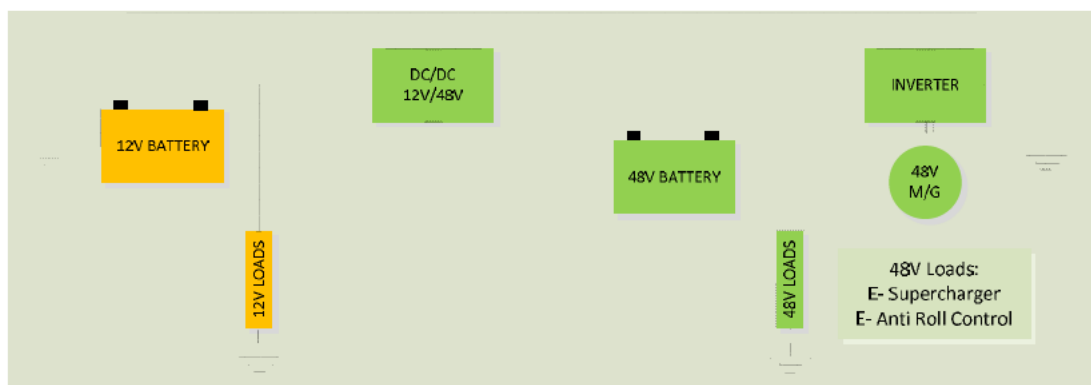 DC/DC
12V/48V
INVERTER
12V BATTERY
48V BATTERY
48V
M/G
12V LOADS
48V LOADS
48V Loads:
E- Supercharger
E- Anti Roll Control